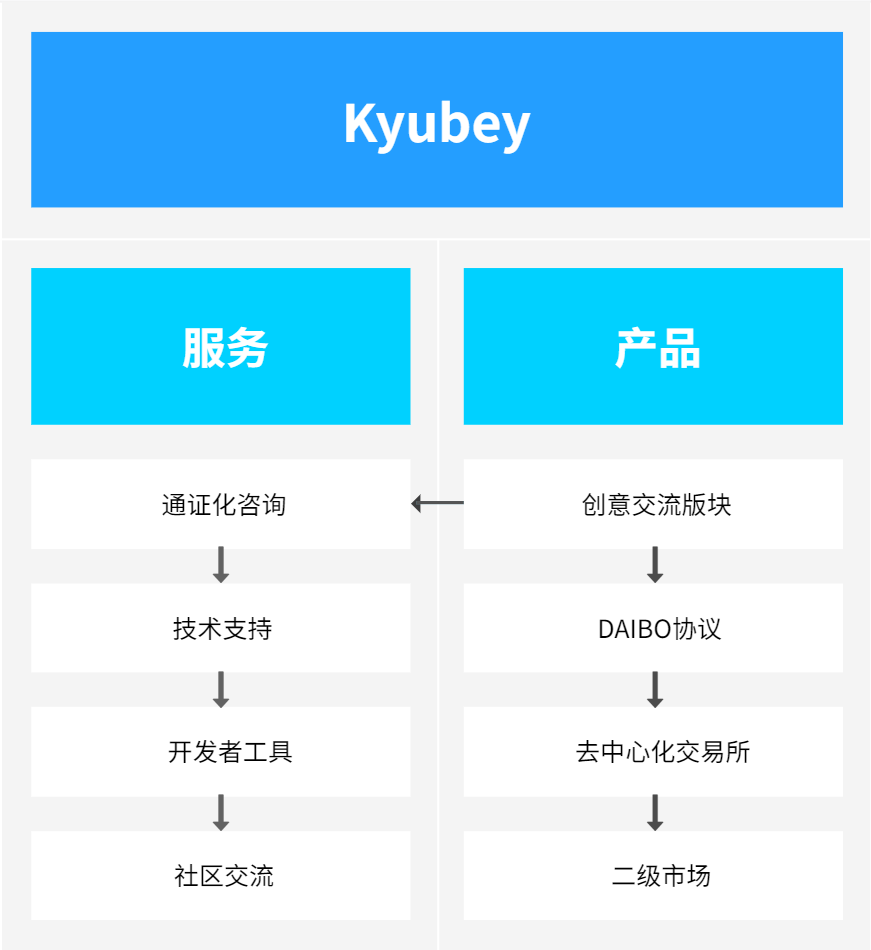 Kyubey
服务
产品
通证化咨询
创意交流版块
技术支持
DAIBO协议
开发者工具
去中心化交易所
社区交流
二级市场